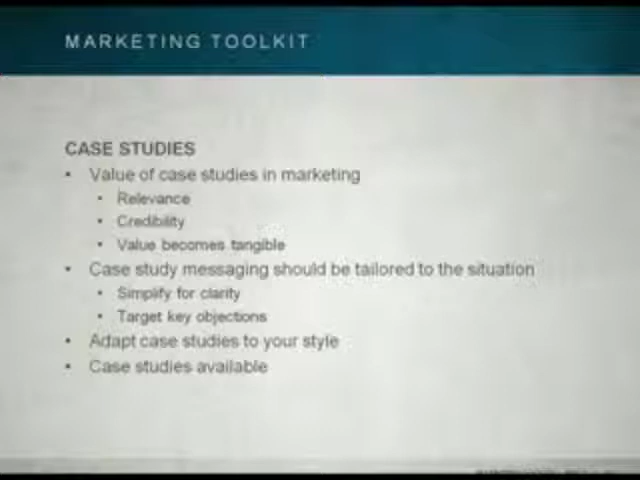 MARKETING TOOLKIT
CASE STUDIES
• Value of case studies in marketing
• Relevance
• Credibility
• Value becomes tangible
• Case study messaging should be tailored to the situation
• Simplify for clarity
• Target key objections
• Adapt case studies to your style
• Case studies available